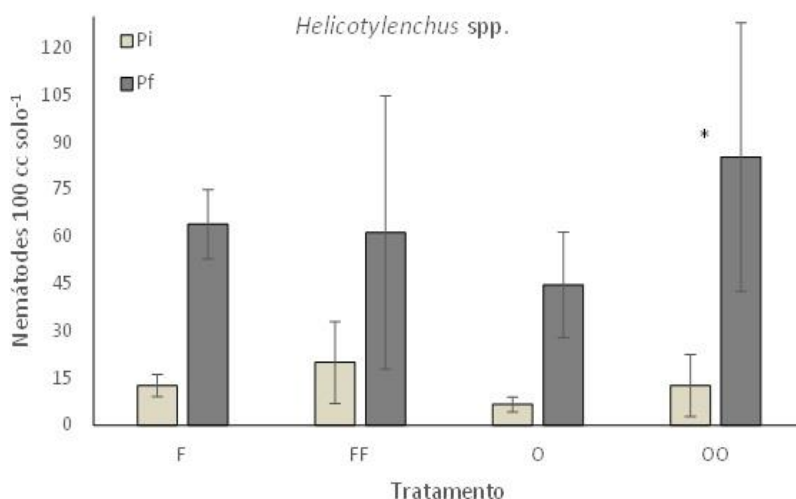 Helicotylenchus spp.
Pi
Pf
Nemátodes 100 cc solo⁻¹
120
105
90
75
60
45
30
15
0
*
F FF O OO
Tratamento